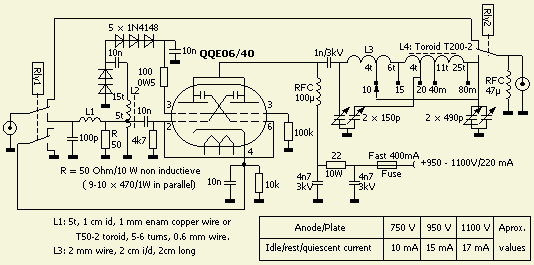 5 x 1N4148
10n
10n
QQE06/40
100
0W5
Rlv1
L2
15t
5t
10n
L1
100p
R
50
4k7
3
2
1
3
6
7
5
4
100k
10n
10k
1n/3kV
RFC
100µ
L3
4t
6t
L4: Toroid T200-2
4t
11t
25t
10
15
20
40m
80m
Rlv2
RFC
47µ
2 x 150p
2 x 490p
22
10W
Fast 400mA
Fuse
+950 - 1100V/220 mA
4n7
3kV
4n7
3kV
R = 50 Ohm/10 W non inductieve
( 9-10 x 470/1W in parallel)
L1: 5t, 1 cm id, 1 mm enam copper wire or
T50-2 toroid, 5-6 turns, 0.6 mm wire.
L3: 2 mm wire, 2 cm i/d, 2cm long
Anode/Plate 750 V 950 V 1100 V Aprox.
Idle/rest/quiescent current 10 mA 15 mA 17 mA values